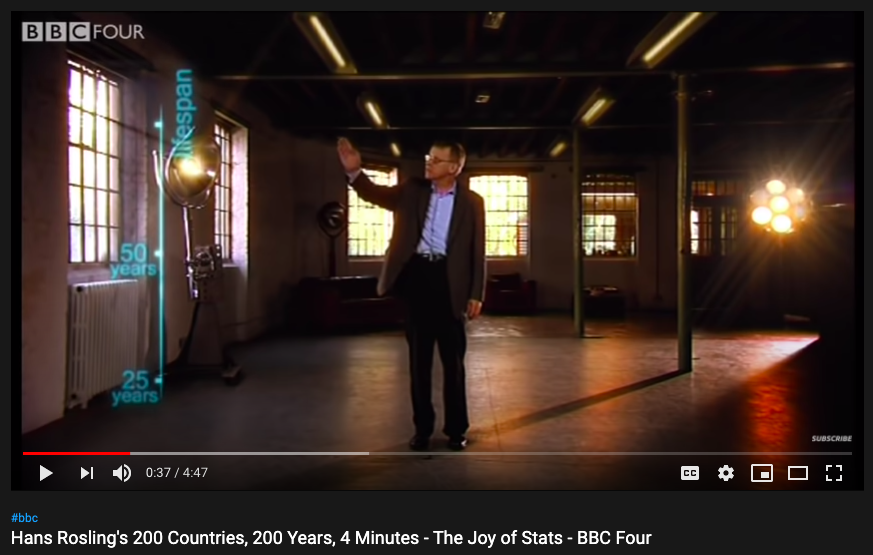 BBC FOUR
lifespan
50
years
25
years
SUBSCRIBE
0:37 / 4:47
CC
#bbc
Hans Rosling's 200 Countries, 200 Years, 4 Minutes - The Joy of Stats - BBC Four